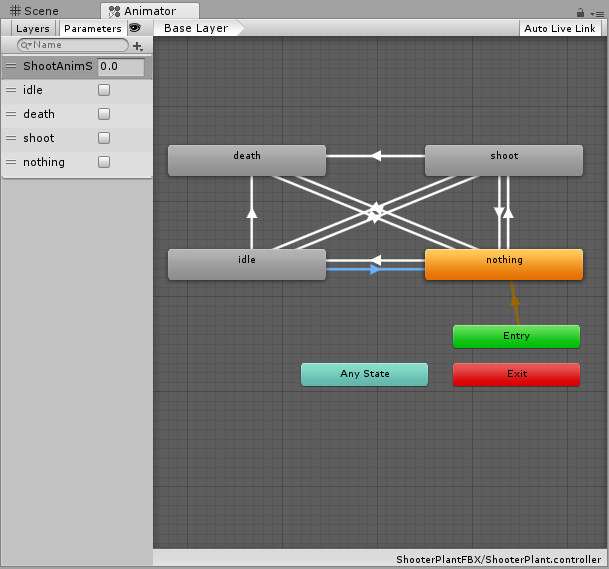 Scene Animator
Layers Parameters Base Layer Auto Live Link
Name
ShootAnimS 0.0
idle
death
shoot
nothing
death shoot
idle nothing
Entry
Any State Exit
ShooterPlantFBX/ShooterPlant.controller